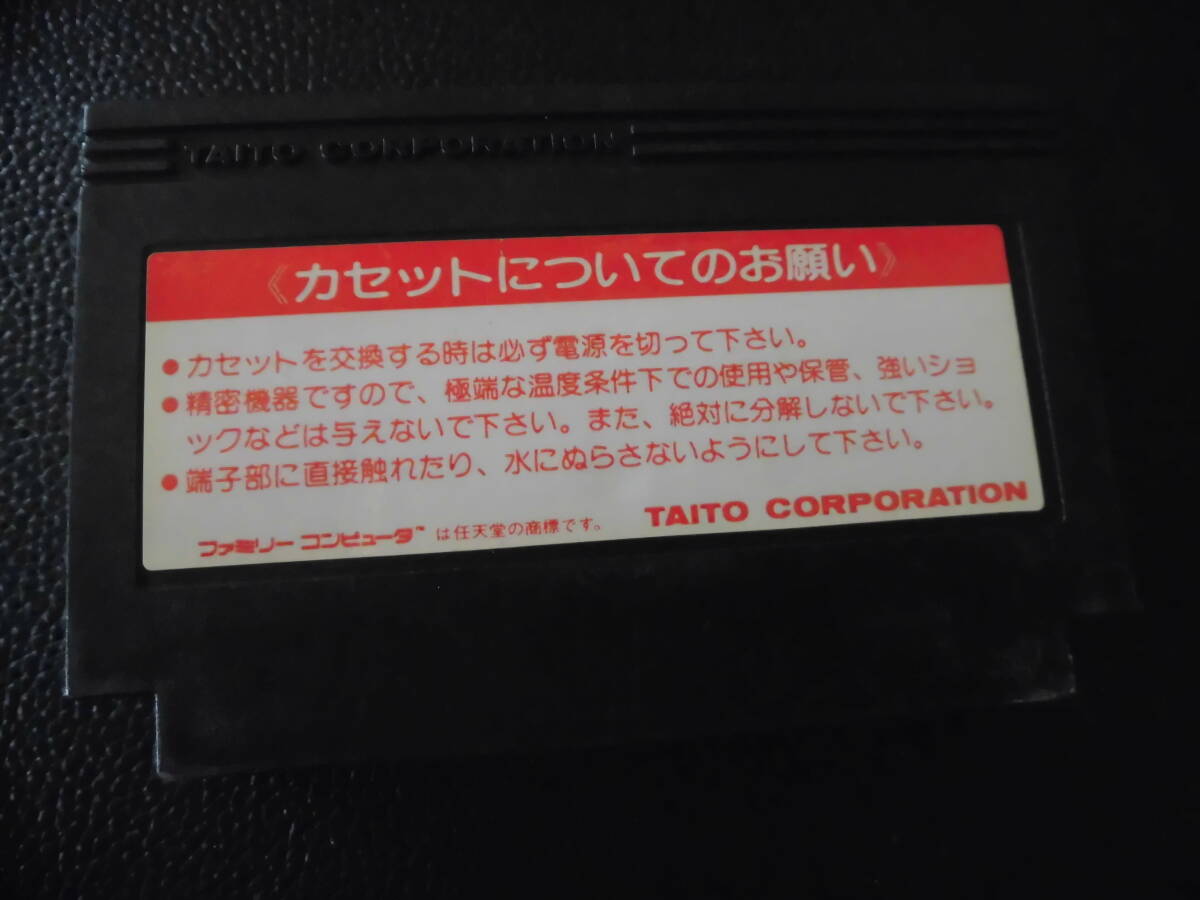 TAITO CORPORATION
《カセットについてのお願い》
●カセットを交換する時は必ず電源を切って下さい。
●精密機器ですので、極端な温度条件下での使用や保管、強いショ
ックなどは与えないで下さい。また、絶対に分解しないで下さい。
●端子部に直接触れたり、水にぬらさないようにして下さい。
ファミリーコンピュータ™は任天堂の商標です。 TAITO CORPORATION